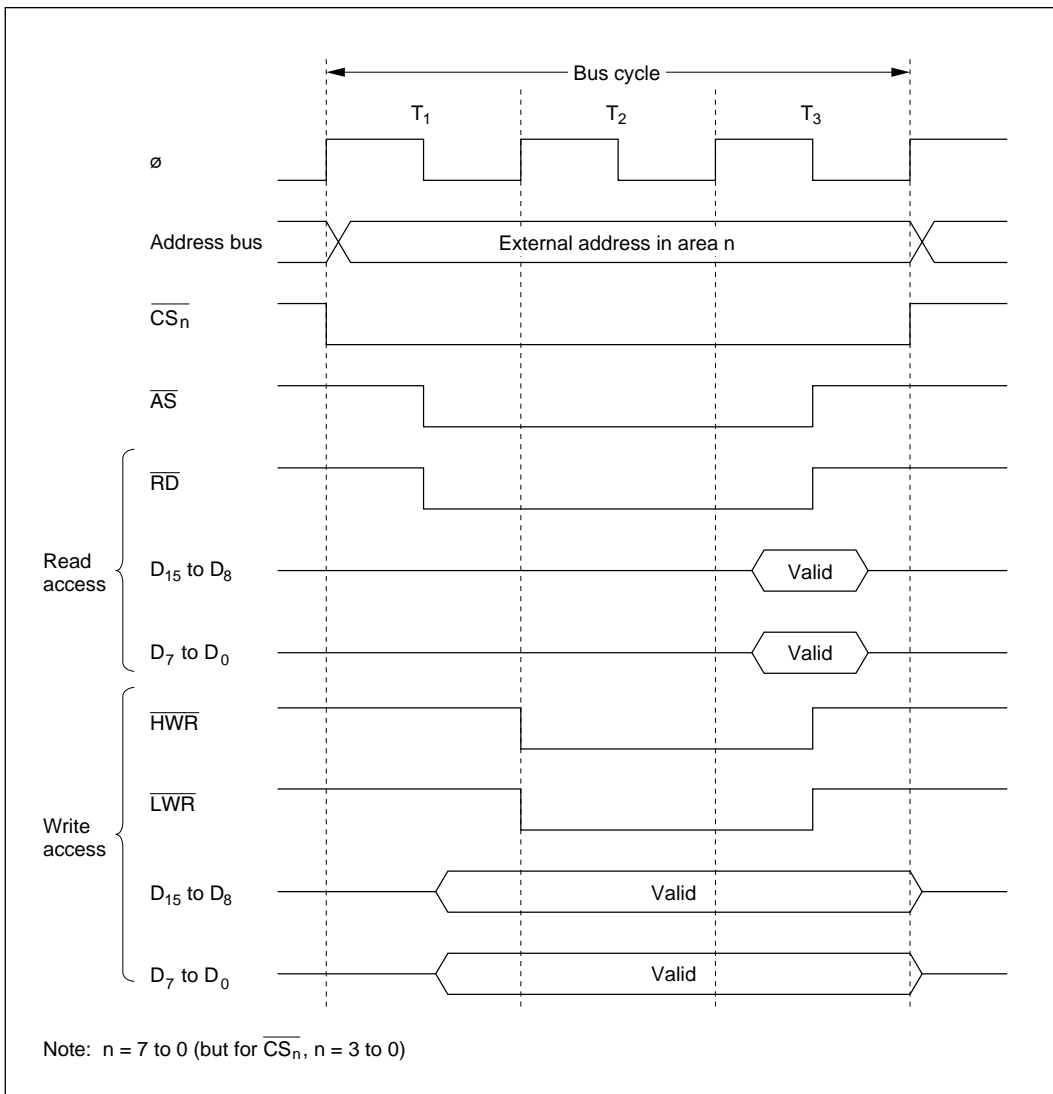 Bus cycle
T1 T2 T3
ø
Address bus External address in area n
CSn
AS
RD
Read access
D15 to D8 Valid
D7 to D0 Valid
HWR
LWR
Write access
D15 to D8 Valid
D7 to D0 Valid
Note: n = 7 to 0 (but for CSn, n = 3 to 0)